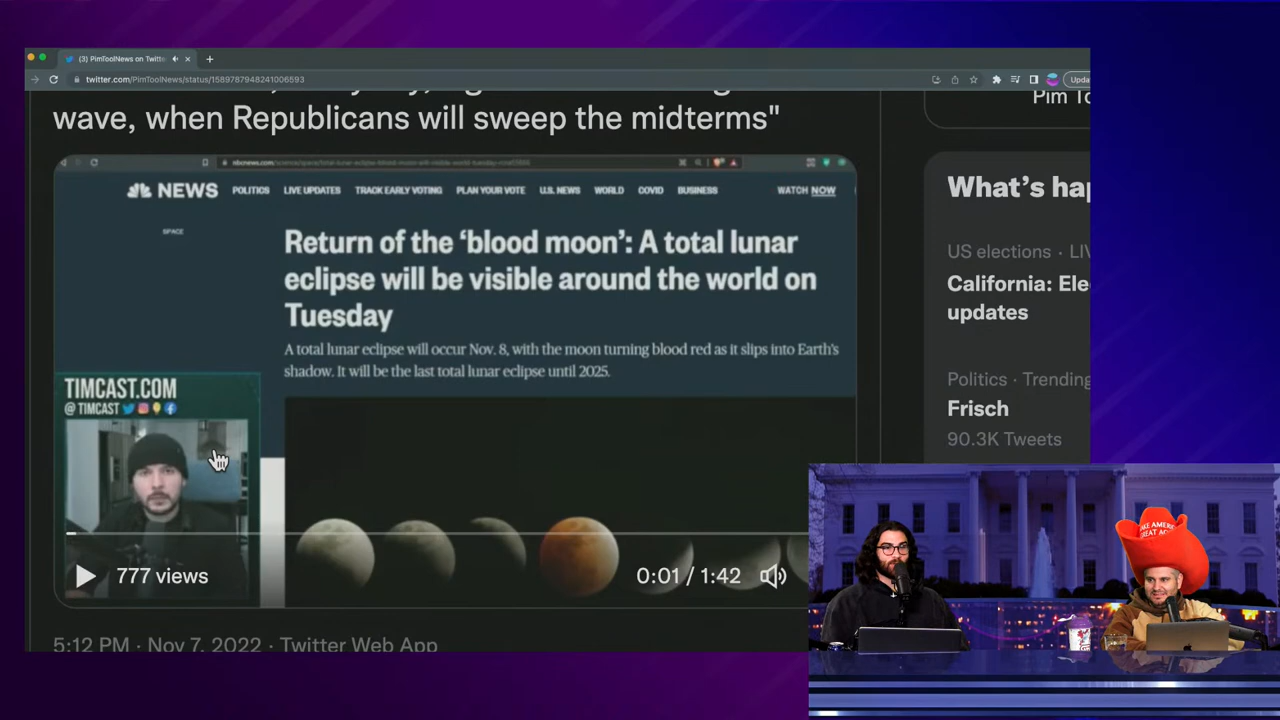 (3) PimToolNews on Twitte
twitter.com/PimToolNews/status/1589787948241006593
Upda
wave, when Republicans will sweep the midterms"
Pim To
NEWS POLITICS LIVE UPDATES TRACK EARLY VOTING PLAN YOUR VOTE U.S. NEWS WORLD COVID BUSINESS WATCH NOW
SPACE
Return of the ‘blood moon’: A total lunar
eclipse will be visible around the world on
Tuesday
A total lunar eclipse will occur Nov. 8, with the moon turning blood red as it slips into Earth's
shadow. It will be the last total lunar eclipse until 2025.
TIMCAST.COM
@ TIMCAST
777 views
0:01 / 1:42
5:12 PM · Nov 7, 2022 · Twitter Web App
What’s hap
US elections · LIV
California: Ele
updates
Politics · Trending
Frisch
90.3K Tweets